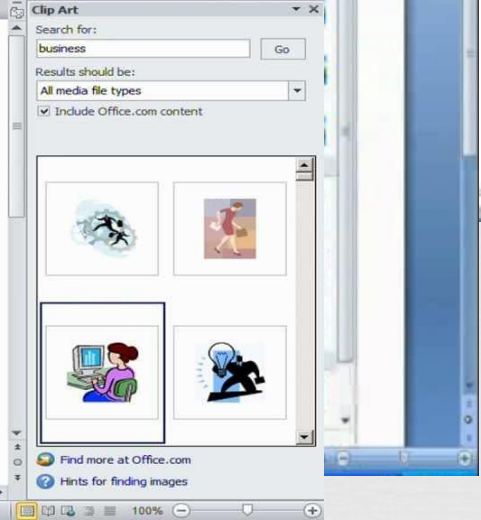 Clip Art
Search for:
business
Go
Results should be:
All media file types
Include Office.com content
Find more at Office.com
Hints for finding images
100%